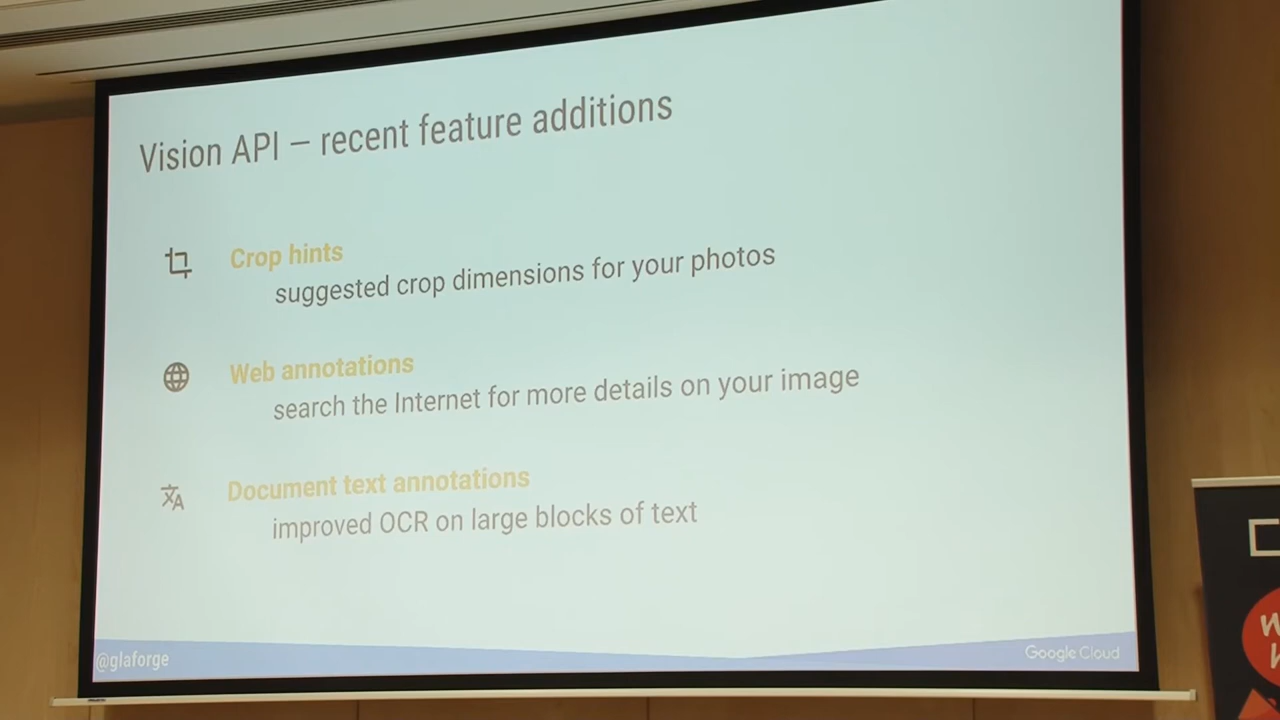 Vision API – recent feature additions
Crop hints
suggested crop dimensions for your photos
Web annotations
search the Internet for more details on your image
Document text annotations
improved OCR on large blocks of text
@glaforge
Google Cloud